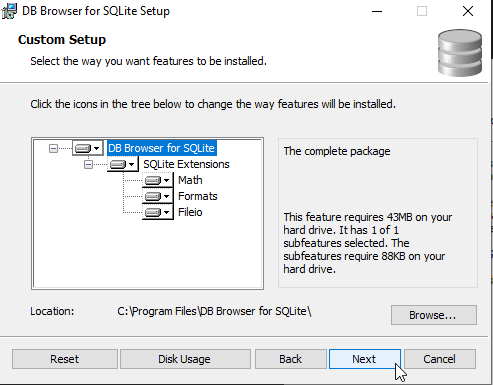 DB Browser for SQLite Setup
Custom Setup
Select the way you want features to be installed.
Click the icons in the tree below to change the way features will be installed.
DB Browser for SQLite
SQLite Extensions
Math
Formats
Fileio
The complete package
This feature requires 43MB on your
hard drive. It has 1 of 1
subfeatures selected. The
subfeatures require 88KB on your
hard drive.
Location: C:\Program Files\DB Browser for SQLite\
Browse...
Reset Disk Usage Back Next Cancel